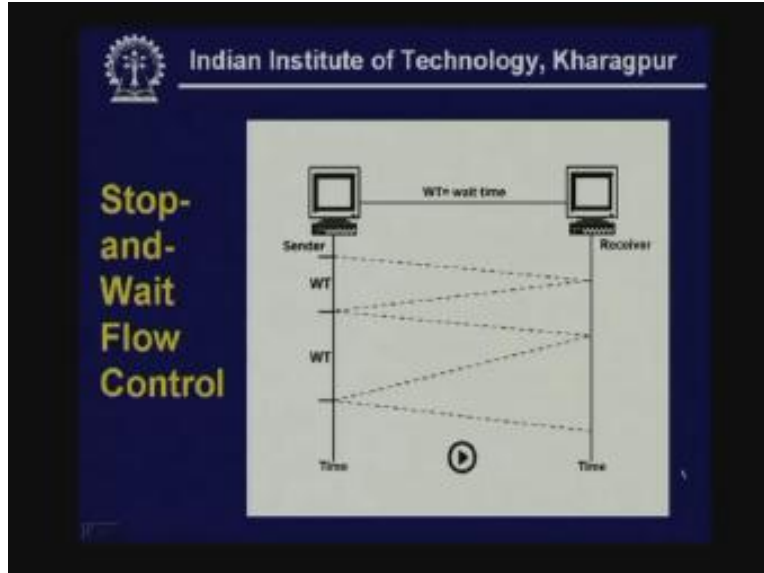 Indian Institute of Technology, Kharagpur
Stop-
and-
Wait
Flow
Control
WT= wait time
Sender
Receiver
WT
WT
Time
Time